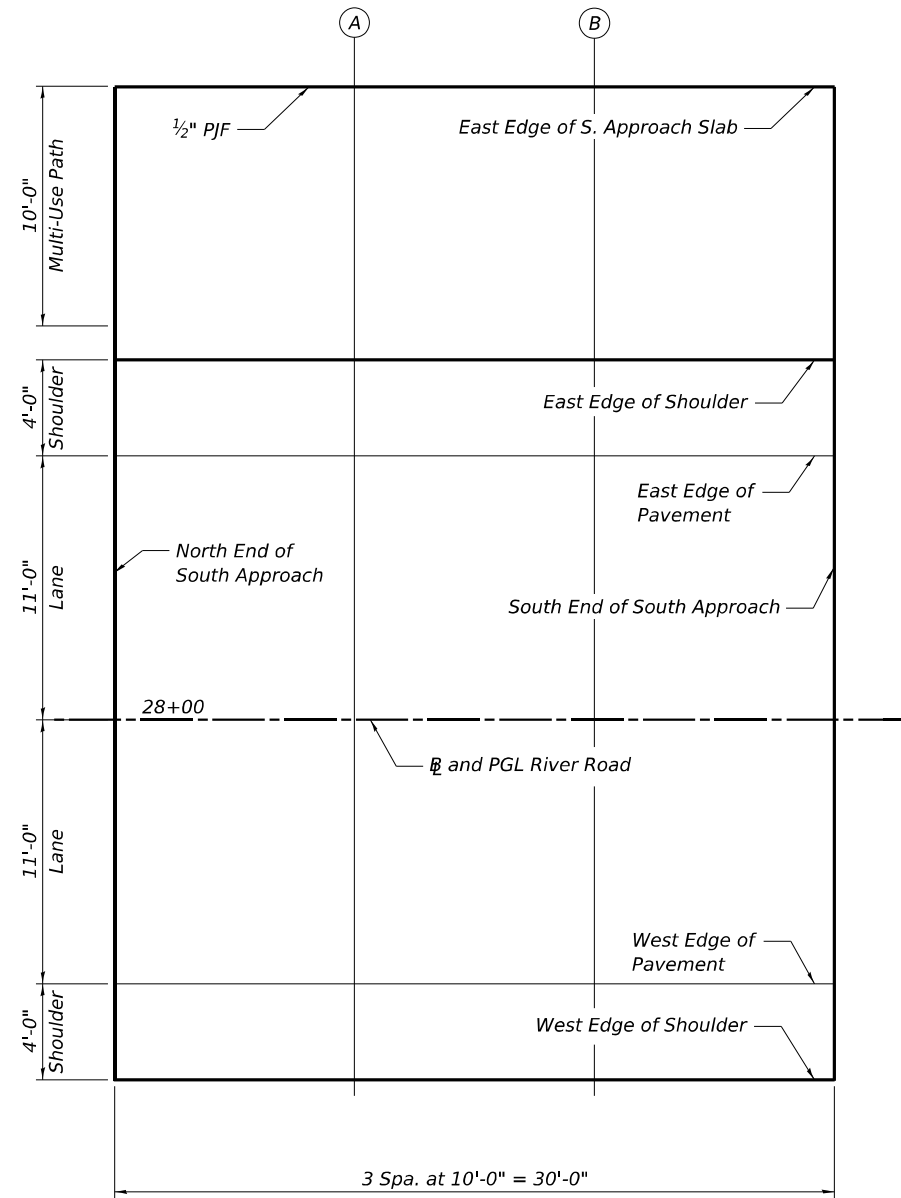 A
B
½" PJF
East Edge of S. Approach Slab
10'-0"
Multi-Use Path
4'-0"
Shoulder
East Edge of Shoulder
East Edge of
Pavement
North End of
South Approach
11'-0"
Lane
South End of South Approach
28+00
℄ and PGL River Road
11'-0"
Lane
West Edge of
Pavement
4'-0"
Shoulder
West Edge of Shoulder
3 Spa. at 10'-0" = 30'-0"